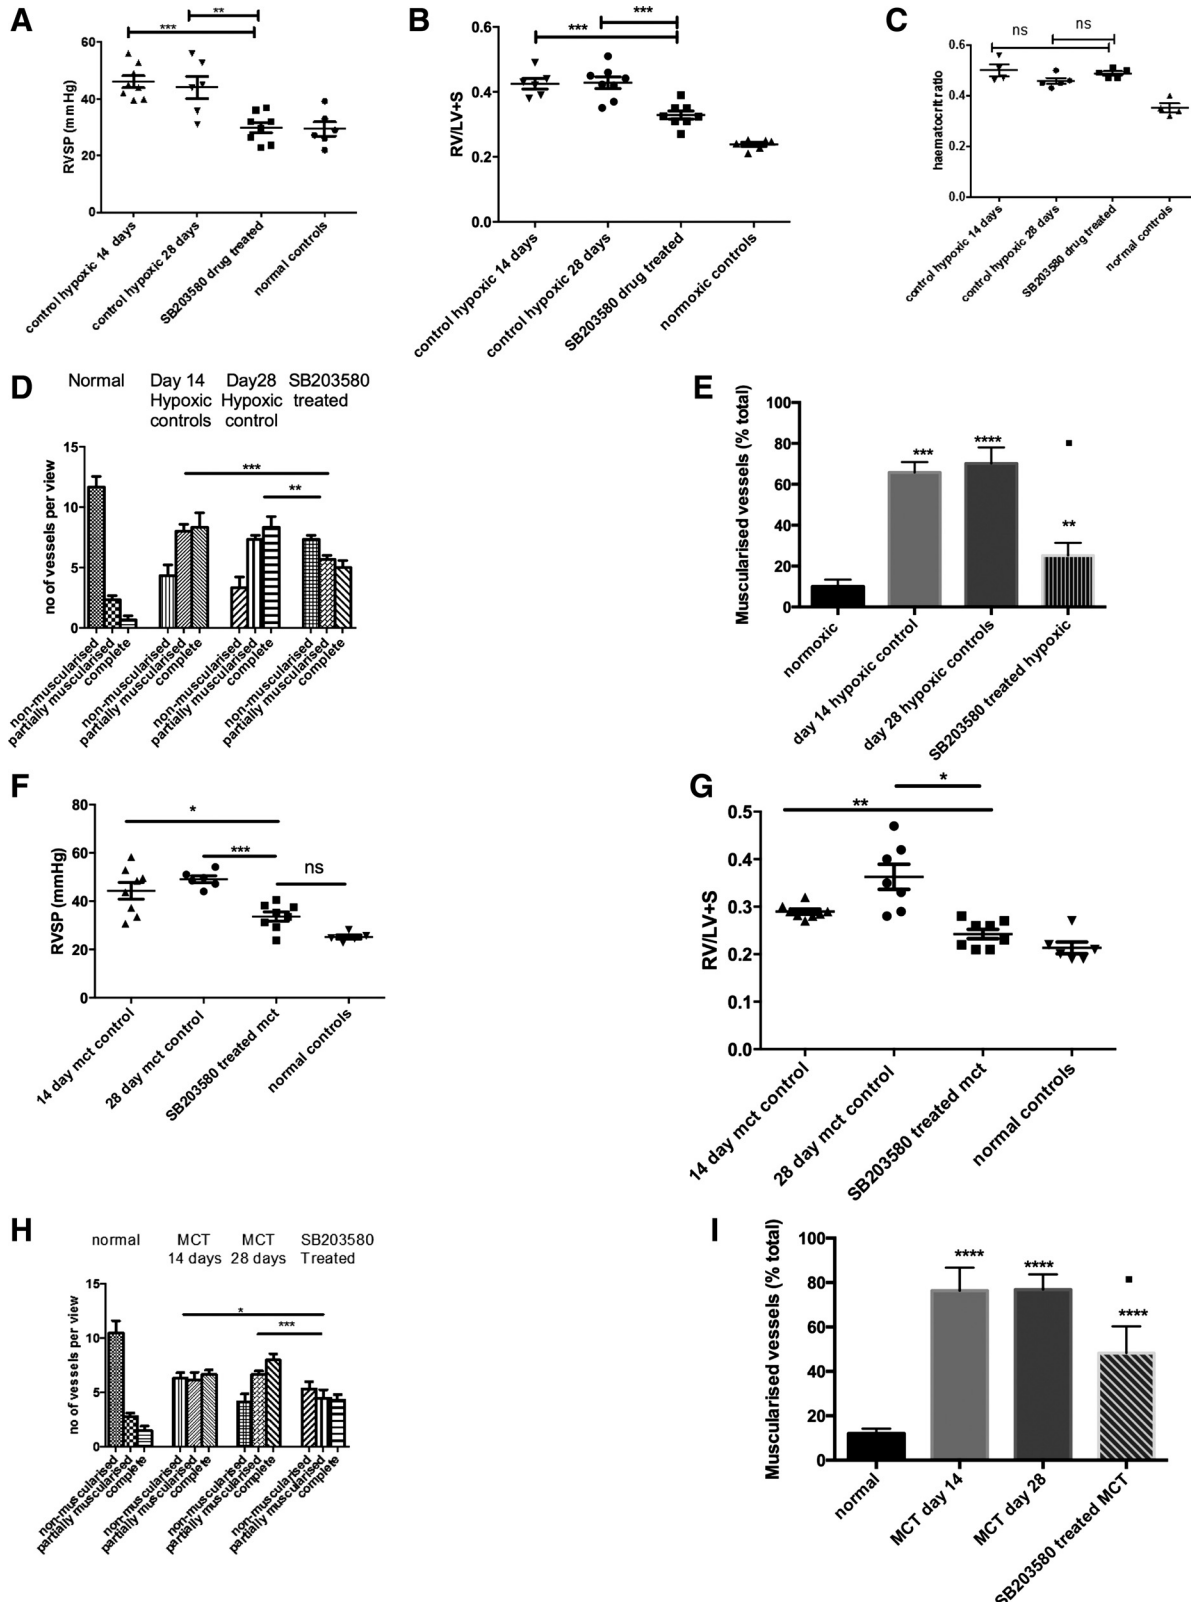 A
**
***
RVSP (mmHg)
60
40
20
0
control hypoxic 14 days
control hypoxic 28 days
SB203580 drug treated
normal controls
B
***
***
RV/LV+S
0.6
0.4
0.2
0.0
control hypoxic 14 days
control hypoxic 28 days
SB203580 drug treated
normoxic controls
C
ns
ns
haematocrit ratio
0.6
0.4
0.2
0.0
control hypoxic 14 days
control hypoxic 28 days
SB203580 drug treated
normal controls
D
Normal
Day 14
Hypoxic
controls
Day28
Hypoxic
control
SB203580
treated
***
**
no of vessels per view
15
10
5
0
non-muscularised
partially muscularised
complete
non-muscularised
partially muscularised
complete
non-muscularised
partially muscularised
complete
non-muscularised
partially muscularised
complete
E
Muscularised vessels (% total)
100
80
60
40
20
0
***
****
**
normoxic
day 14 hypoxic control
day 28 hypoxic controls
SB203580 treated hypoxic
F
*
***
ns
RVSP (mmHg)
80
60
40
20
0
14 day mct control
28 day mct control
SB203580 treated mct
normal controls
G
*
**
RV/LV+S
0.5
0.4
0.3
0.2
0.1
0.0
14 day mct control
28 day mct control
SB203580 treated mct
normal controls
H
normal
MCT
14 days
MCT
28 days
SB203580
Treated
*
***
no of vessels per view
15
10
5
0
non-muscularised
partially muscularised
complete
non-muscularised
partially muscularised
complete
non-muscularised
partially muscularised
complete
non-muscularised
partially muscularised
complete
I
Muscularised vessels (% total)
100
80
60
40
20
0
****
****
****
normal
MCT day 14
MCT day 28
SB203580 treated MCT